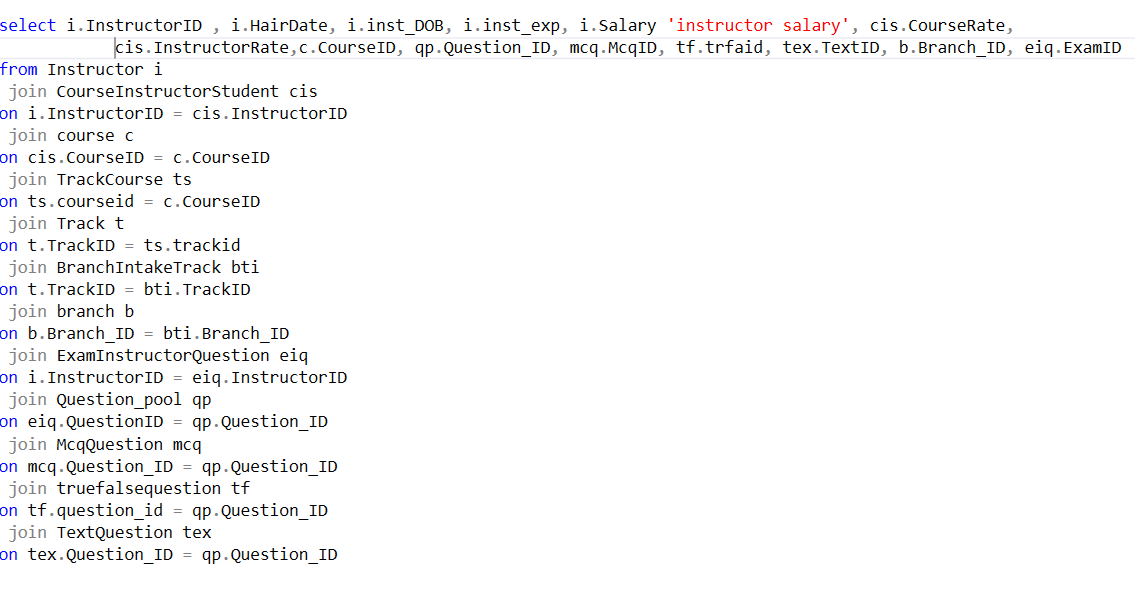 select i.InstructorID , i.HairDate, i.inst_DOB, i.inst_exp, i.Salary 'instructor salary', cis.CourseRate,
cis.InstructorRate,c.CourseID, qp.Question_ID, mcq.McqID, tf.trfaid, tex.TextID, b.Branch_ID, eiq.ExamID
from Instructor i
join CourseInstructorStudent cis
on i.InstructorID = cis.InstructorID
join course c
on cis.CourseID = c.CourseID
join TrackCourse ts
on ts.courseid = c.CourseID
join Track t
on t.TrackID = ts.trackid
join BranchIntakeTrack bti
on t.TrackID = bti.TrackID
join branch b
on b.Branch_ID = bti.Branch_ID
join ExamInstructorQuestion eiq
on i.InstructorID = eiq.InstructorID
join Question_pool qp
on eiq.QuestionID = qp.Question_ID
join McqQuestion mcq
on mcq.Question_ID = qp.Question_ID
join truefalsequestion tf
on tf.question_id = qp.Question_ID
join TextQuestion tex
on tex.Question_ID = qp.Question_ID